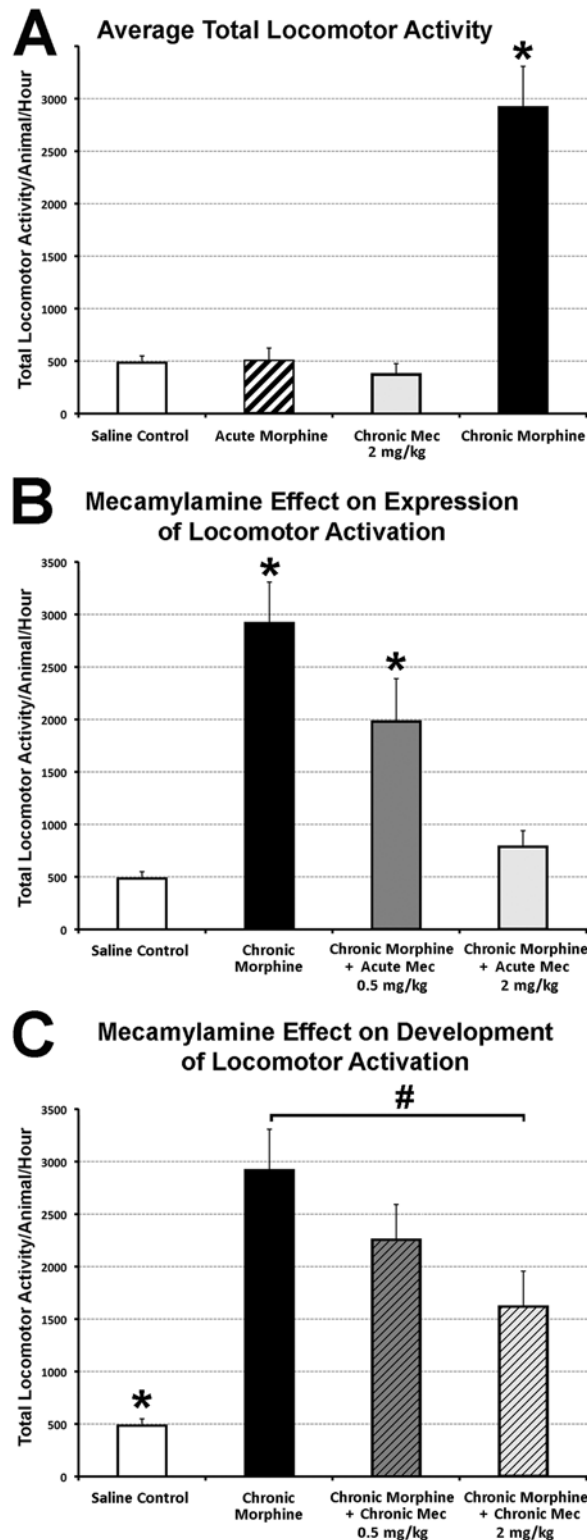 A
Average Total Locomotor Activity
Total Locomotor Activity/Animal/Hour
*
3000
2500
2000
1500
1000
500
0
Saline Control
Acute Morphine
Chronic Mec
2 mg/kg
Chronic Morphine
B
Mecamylamine Effect on Expression
of Locomotor Activation
Total Locomotor Activity/Animal/Hour
3500
*
3000
*
2500
2000
1500
1000
500
0
Saline Control
Chronic
Morphine
Chronic Morphine
+ Acute Mec
0.5 mg/kg
Chronic Morphine
+ Acute Mec
2 mg/kg
C
Mecamylamine Effect on Development
of Locomotor Activation
Total Locomotor Activity/Animal/Hour
3500
#
3000
2500
2000
1500
1000
*
500
0
Saline Control
Chronic
Morphine
Chronic Morphine
+ Chronic Mec
0.5 mg/kg
Chronic Morphine
+ Chronic Mec
2 mg/kg